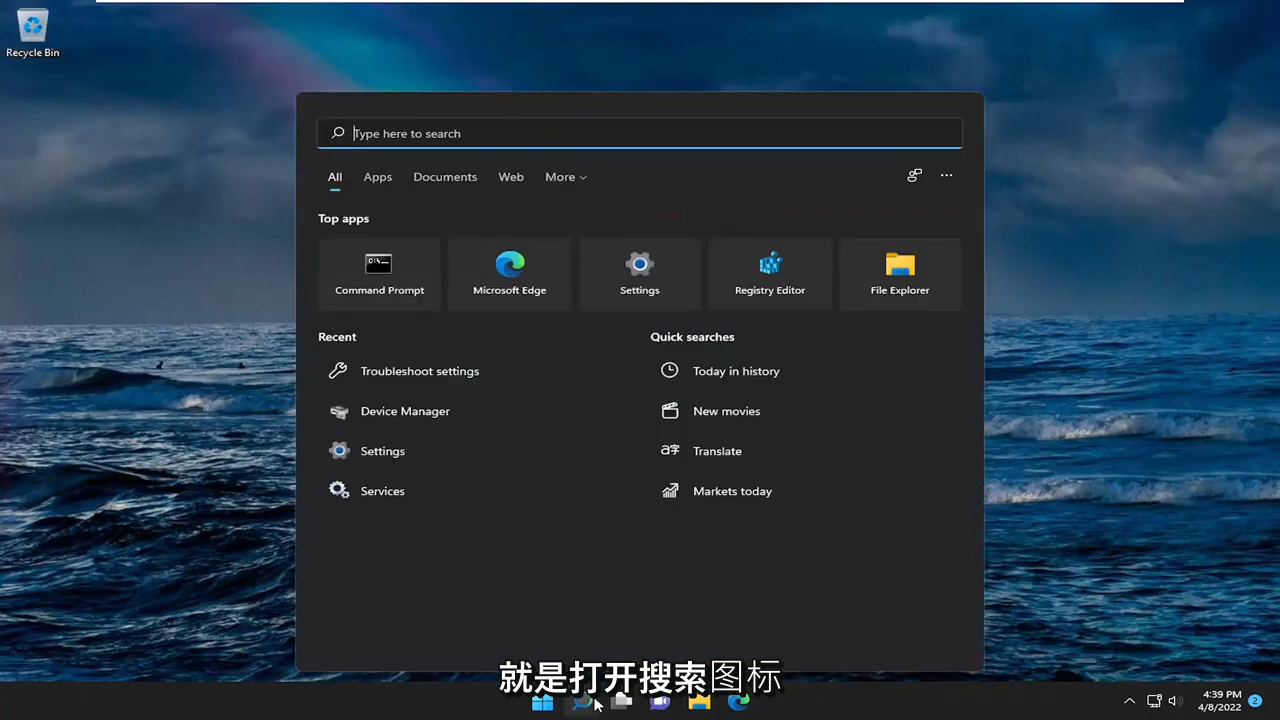 Recycle Bin
Type here to search
All Apps Documents Web More
Top apps
Command Prompt Microsoft Edge Settings Registry Editor File Explorer
Recent Quick searches
Troubleshoot settings Today in history
Device Manager New movies
Settings Translate
Services Markets today
就是打开搜索图标
4:39 PM
4/8/2022 2